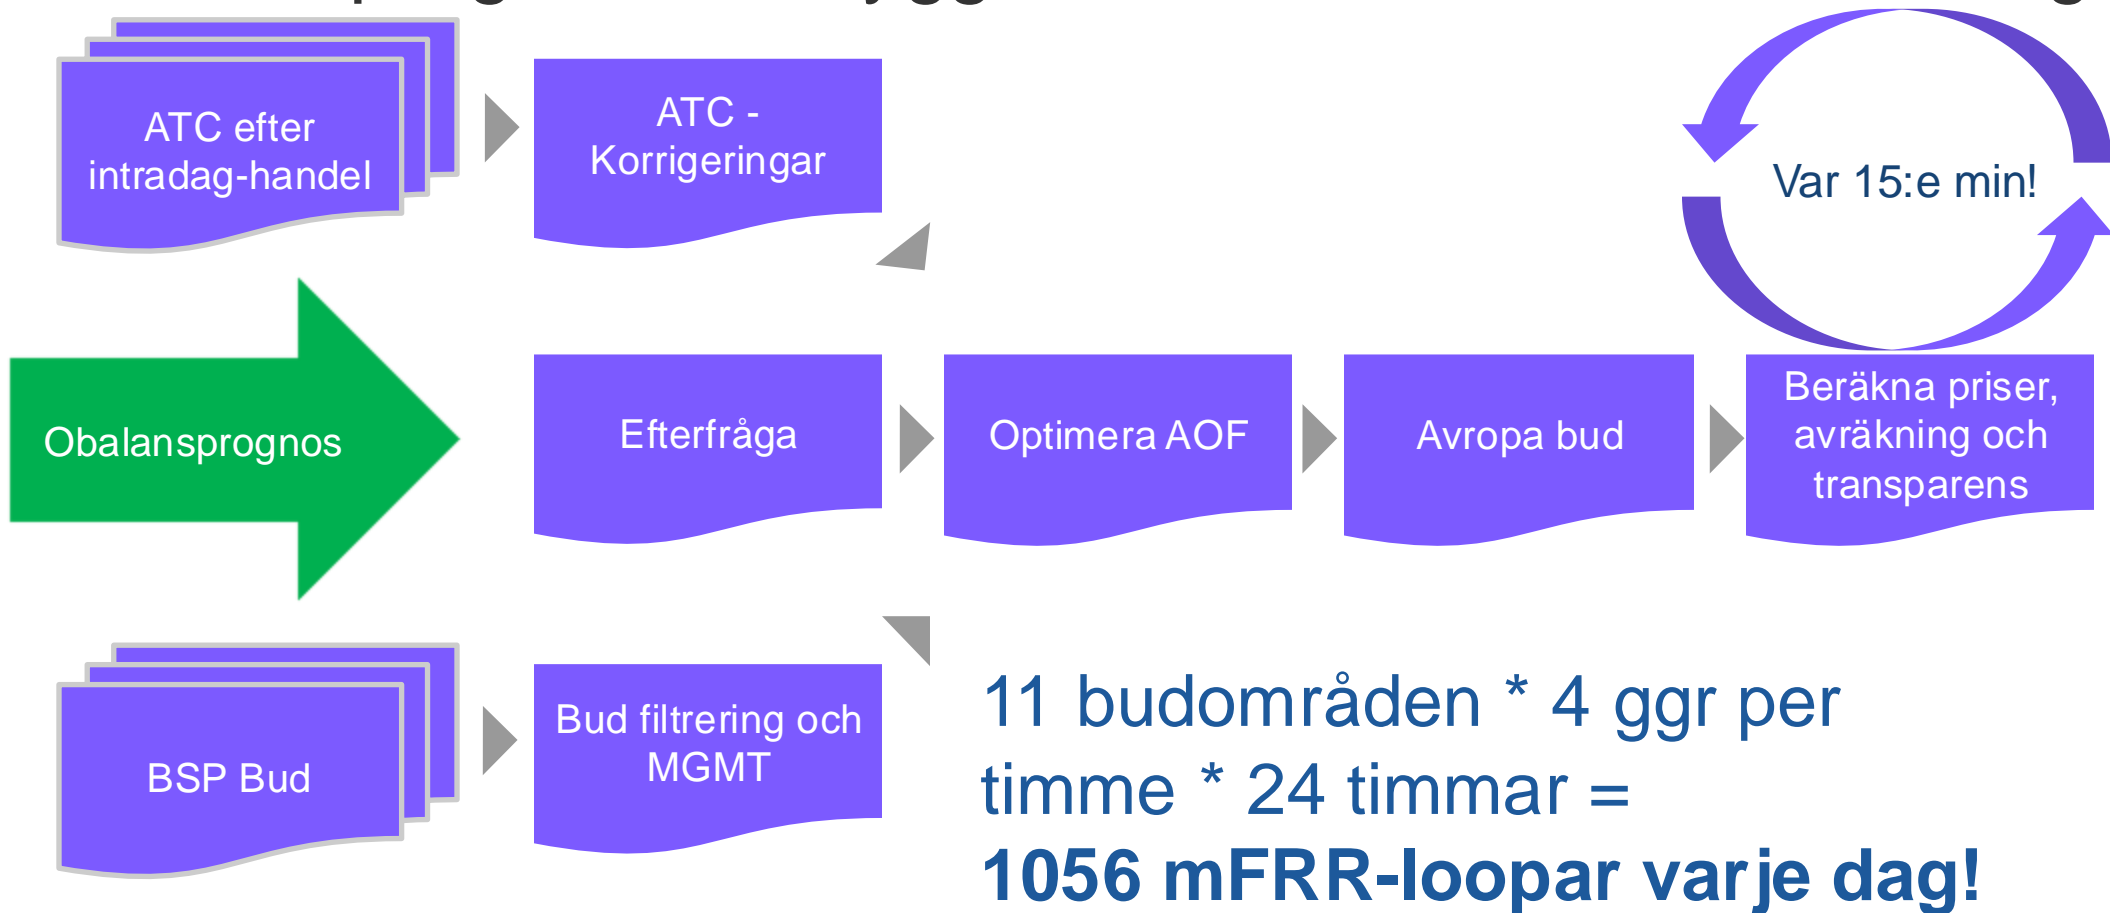 ATC efter
intradag-handel
ATC -
Korrigeringar
Var 15:e min!
Obalansprognos
Efterfråga
Optimera AOF
Avropa bud
Beräkna priser,
avräkning och
transparens
BSP Bud
Bud filtrering och
MGMT
11 budområden * 4 ggr per
timme * 24 timmar =
1056 mFRR-loopar varje dag!